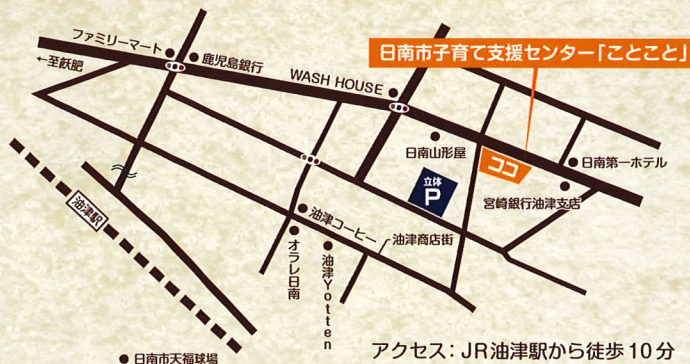 ファミリーマート
←至飫肥
鹿児島銀行
WASH HOUSE
日南市子育て支援センター「ことこと」
日南山形屋
ココ
日南第一ホテル
立体
P
宮崎銀行油津支店
油津駅
油津コーヒー
油津商店街
オラレ日南
油津Yotten
日南市天福球場
アクセス：JR油津駅から徒歩10分